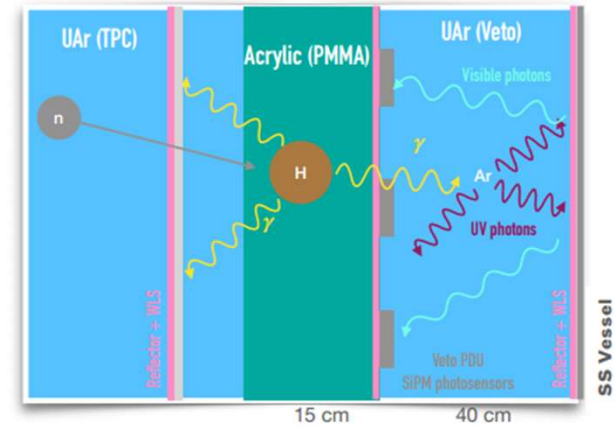 UAr (TPC)
Acrylic (PMMA)
UAr (Veto)
Visible photons
n
H
γ
γ
Ar
UV photons
Reflector + WLS
Veto PDU
SiPM photosensors
Reflector + WLS
SS Vessel
15 cm
40 cm